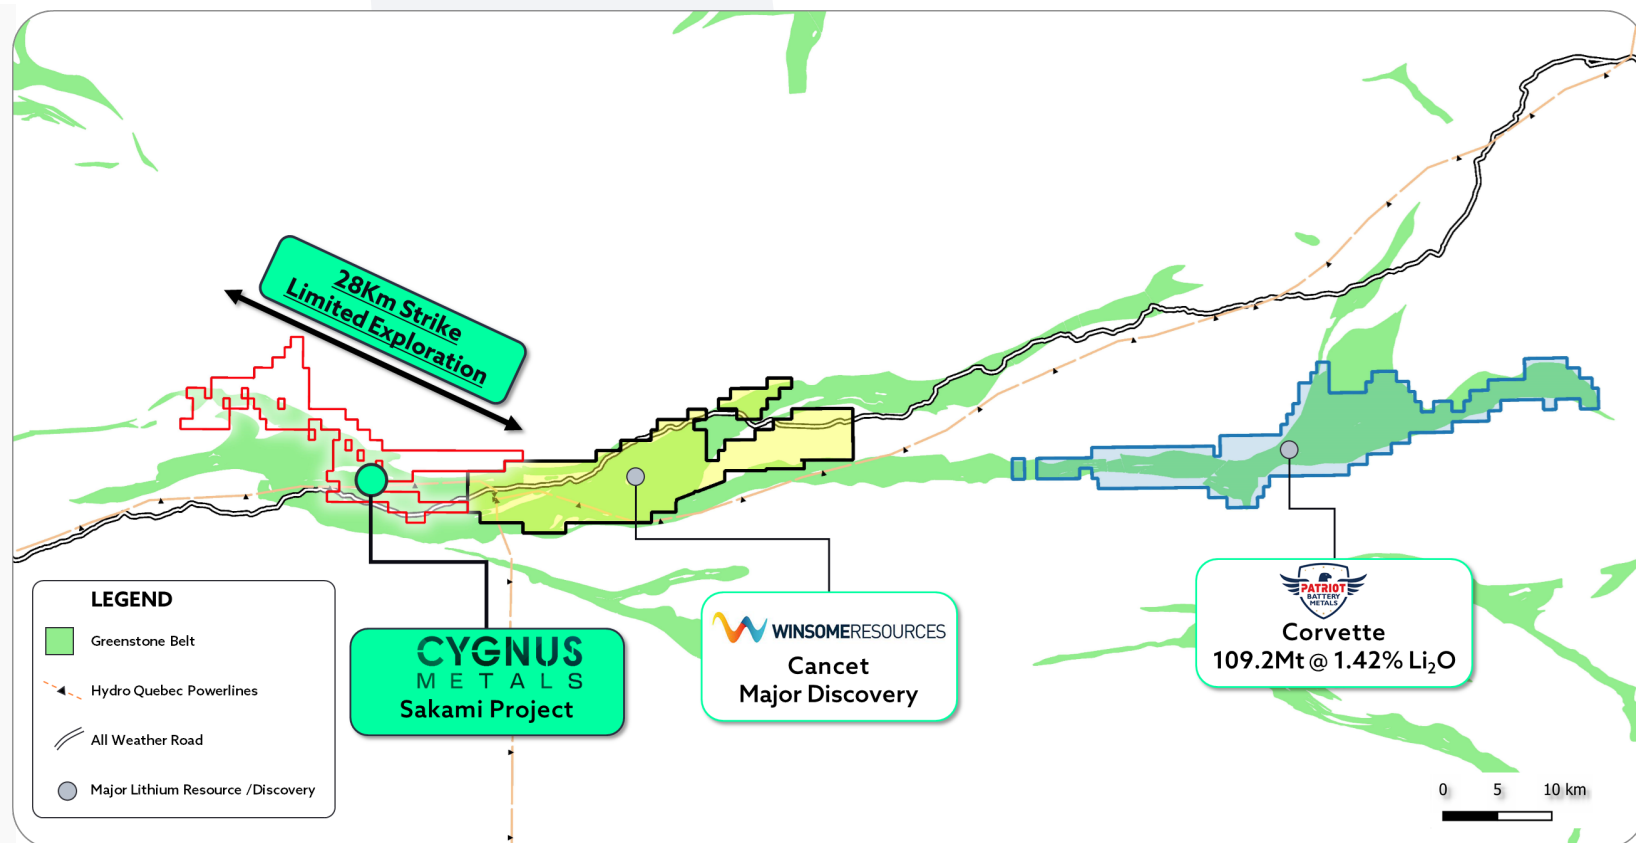 28Km Strike
Limited Exploration
LEGEND
Greenstone Belt
Hydro Quebec Powerlines
All Weather Road
Major Lithium Resource /Discovery
CYGNUS
METALS
Sakami Project
WINSOMERESOURCES
Cancet
Major Discovery
PATRIOT
BATTERY
METALS
Corvette
109.2Mt @ 1.42% Li₂O
0 5 10 km